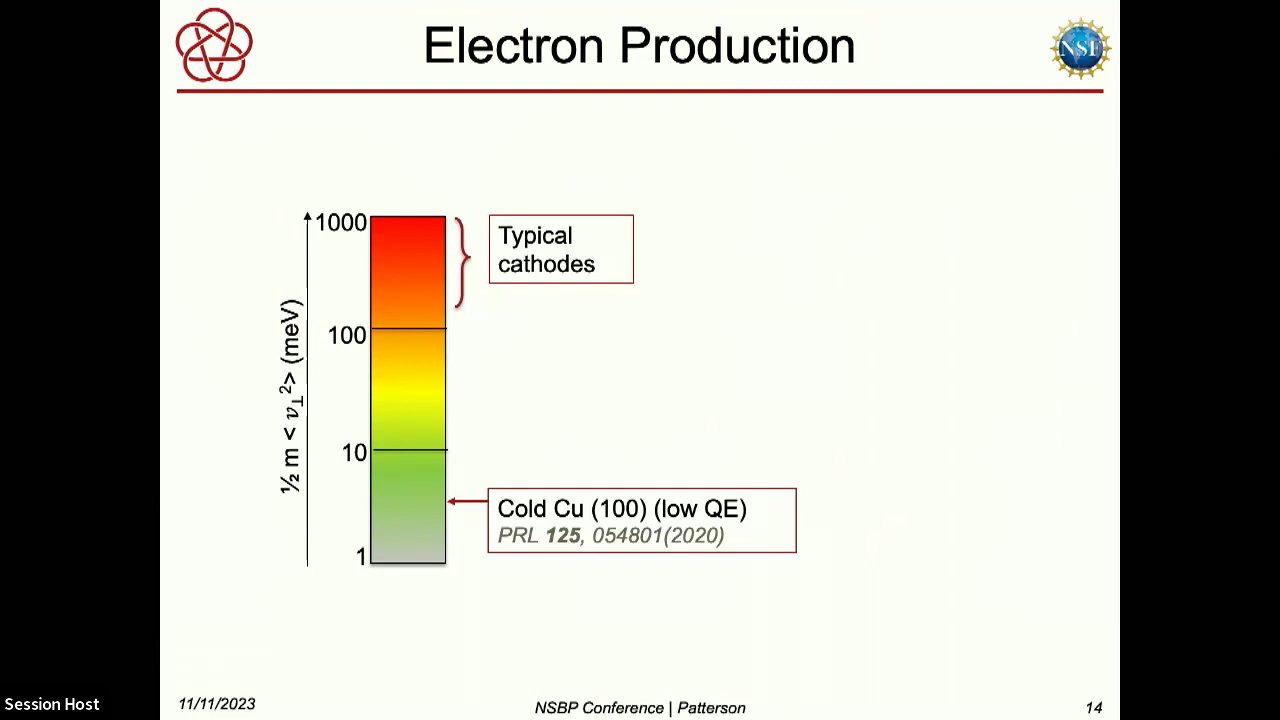 Electron Production
NSF
1000
100
10
1
½ m < v⊥²> (meV)
Typical
cathodes
Cold Cu (100) (low QE)
PRL 125, 054801(2020)
Session Host
11/11/2023
NSBP Conference | Patterson
14